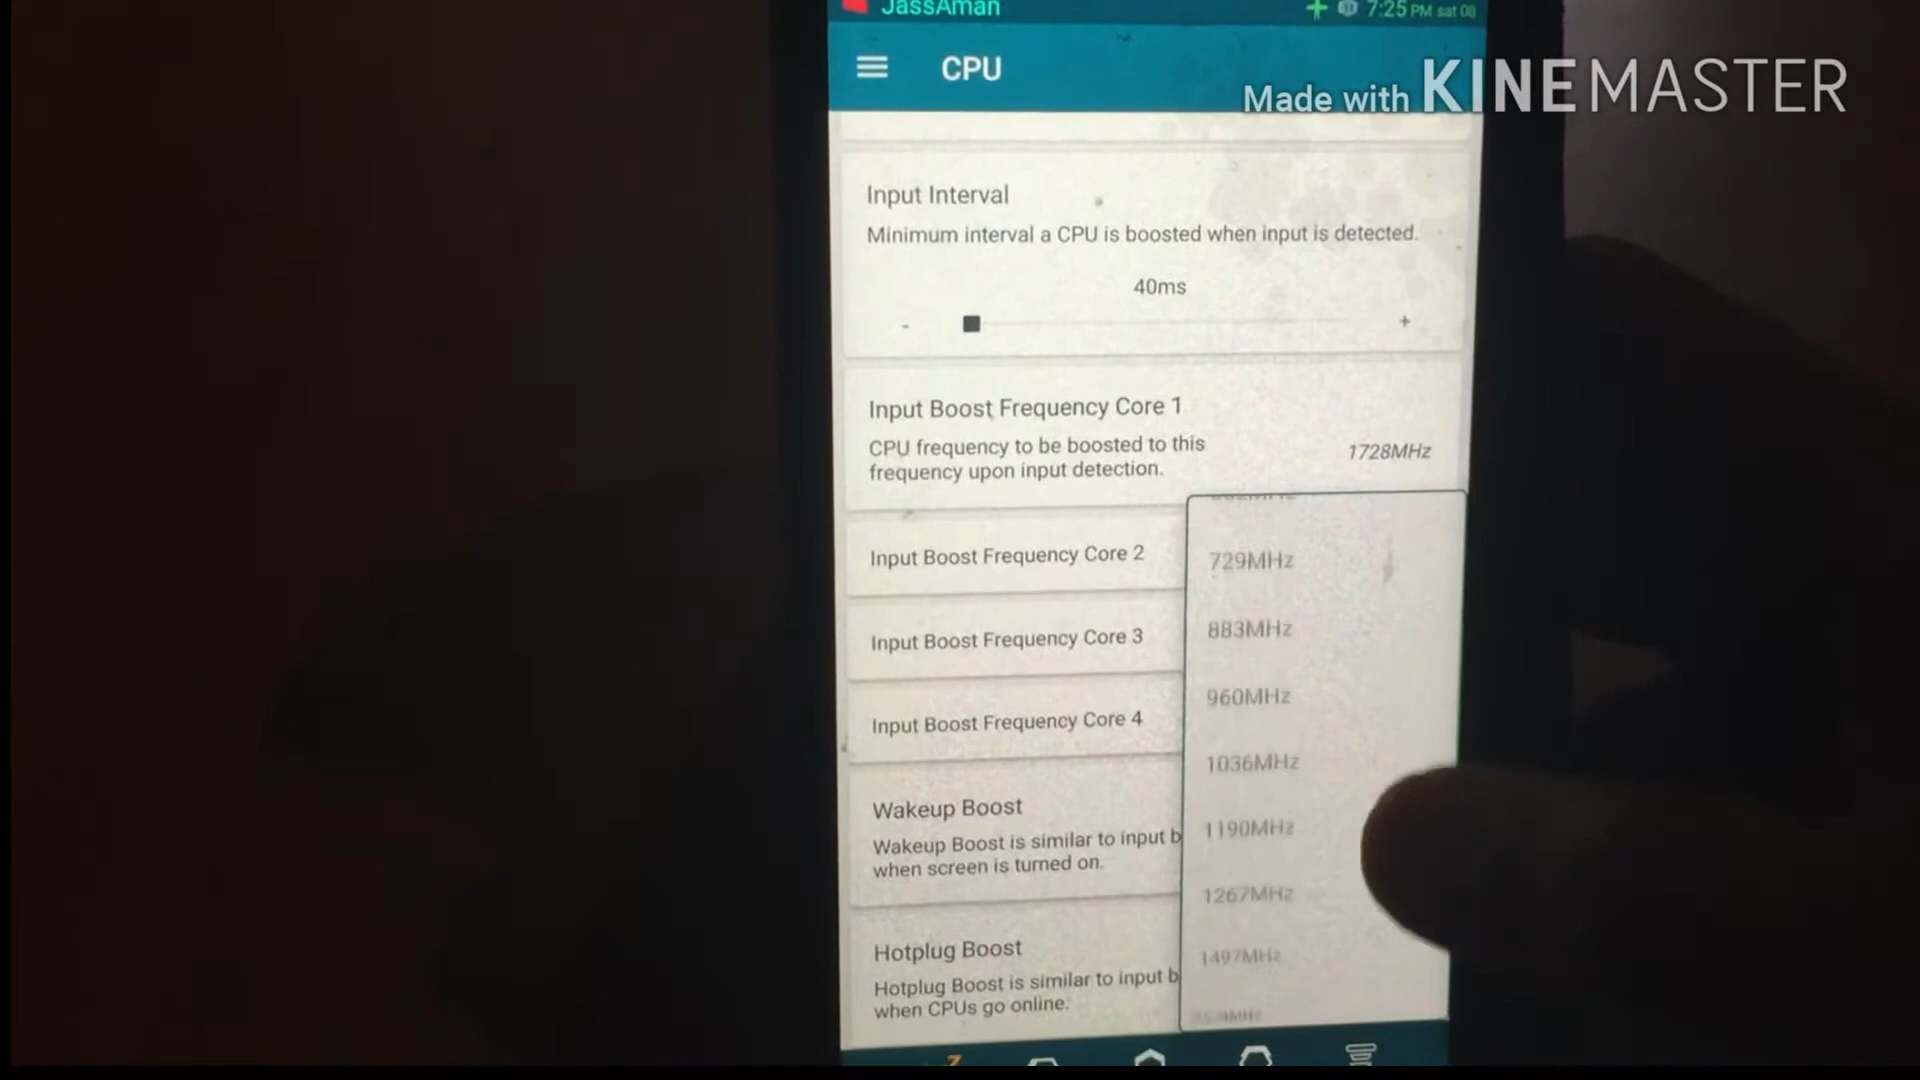 JassAman
7:25 PM sat 08
CPU
Made with KINEMASTER
Input Interval
Minimum interval a CPU is boosted when input is detected.
40ms
- +
Input Boost Frequency Core 1
CPU frequency to be boosted to this
frequency upon input detection.
1728MHz
Input Boost Frequency Core 2
Input Boost Frequency Core 3
Input Boost Frequency Core 4
Wakeup Boost
Wakeup Boost is similar to input b
when screen is turned on.
Hotplug Boost
Hotplug Boost is similar to input b
when CPUs go online.
729MHz
883MHz
960MHz
1036MHz
1190MHz
1267MHz
1497MHz